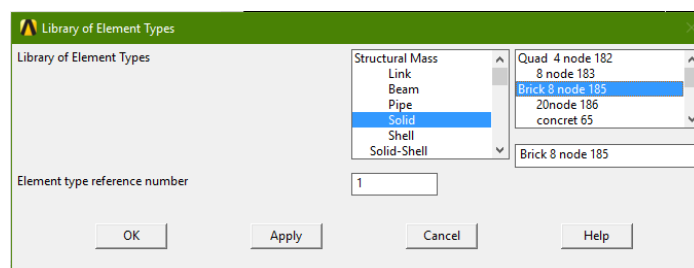 Library of Element Types
Library of Element Types
Structural Mass
Link
Beam
Pipe
Solid
Shell
Solid-Shell
Quad 4 node 182
8 node 183
Brick 8 node 185
20node 186
concret 65
Brick 8 node 185
Element type reference number
1
OK
Apply
Cancel
Help